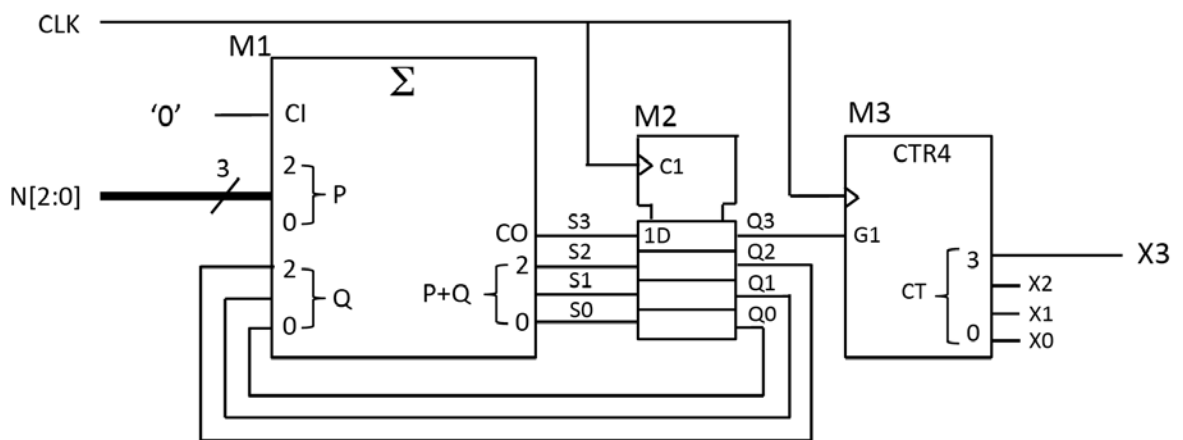 CLK
M1
Σ
'0'
CI
3
N[2:0]
2
P
0
2
Q
0
CO
P+Q
2
0
S3
S2
S1
S0
M2
C1
1D
Q3
Q2
Q1
Q0
M3
CTR4
G1
CT
3
0
X3
X2
X1
X0